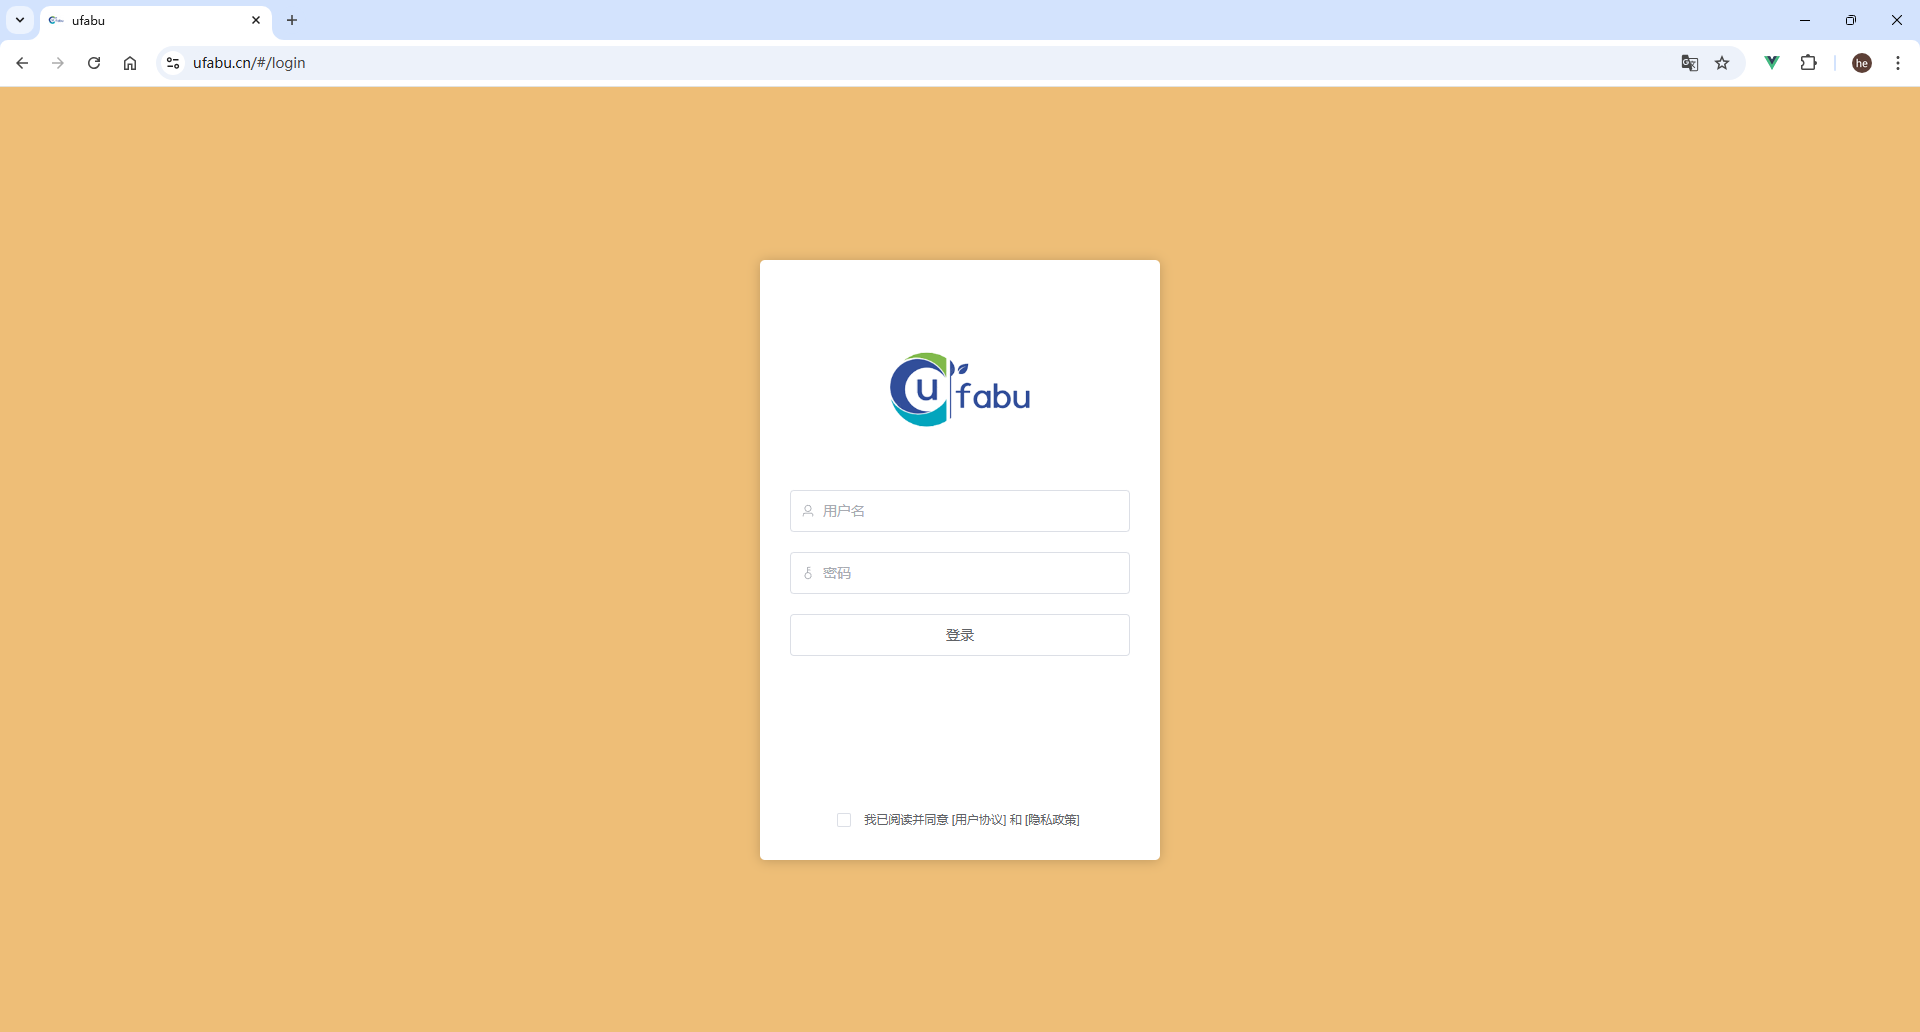 ufabu
ufabu.cn/#/login
he
ufabu
用户名
密码
登录
我已阅读并同意 [用户协议] 和 [隐私政策]